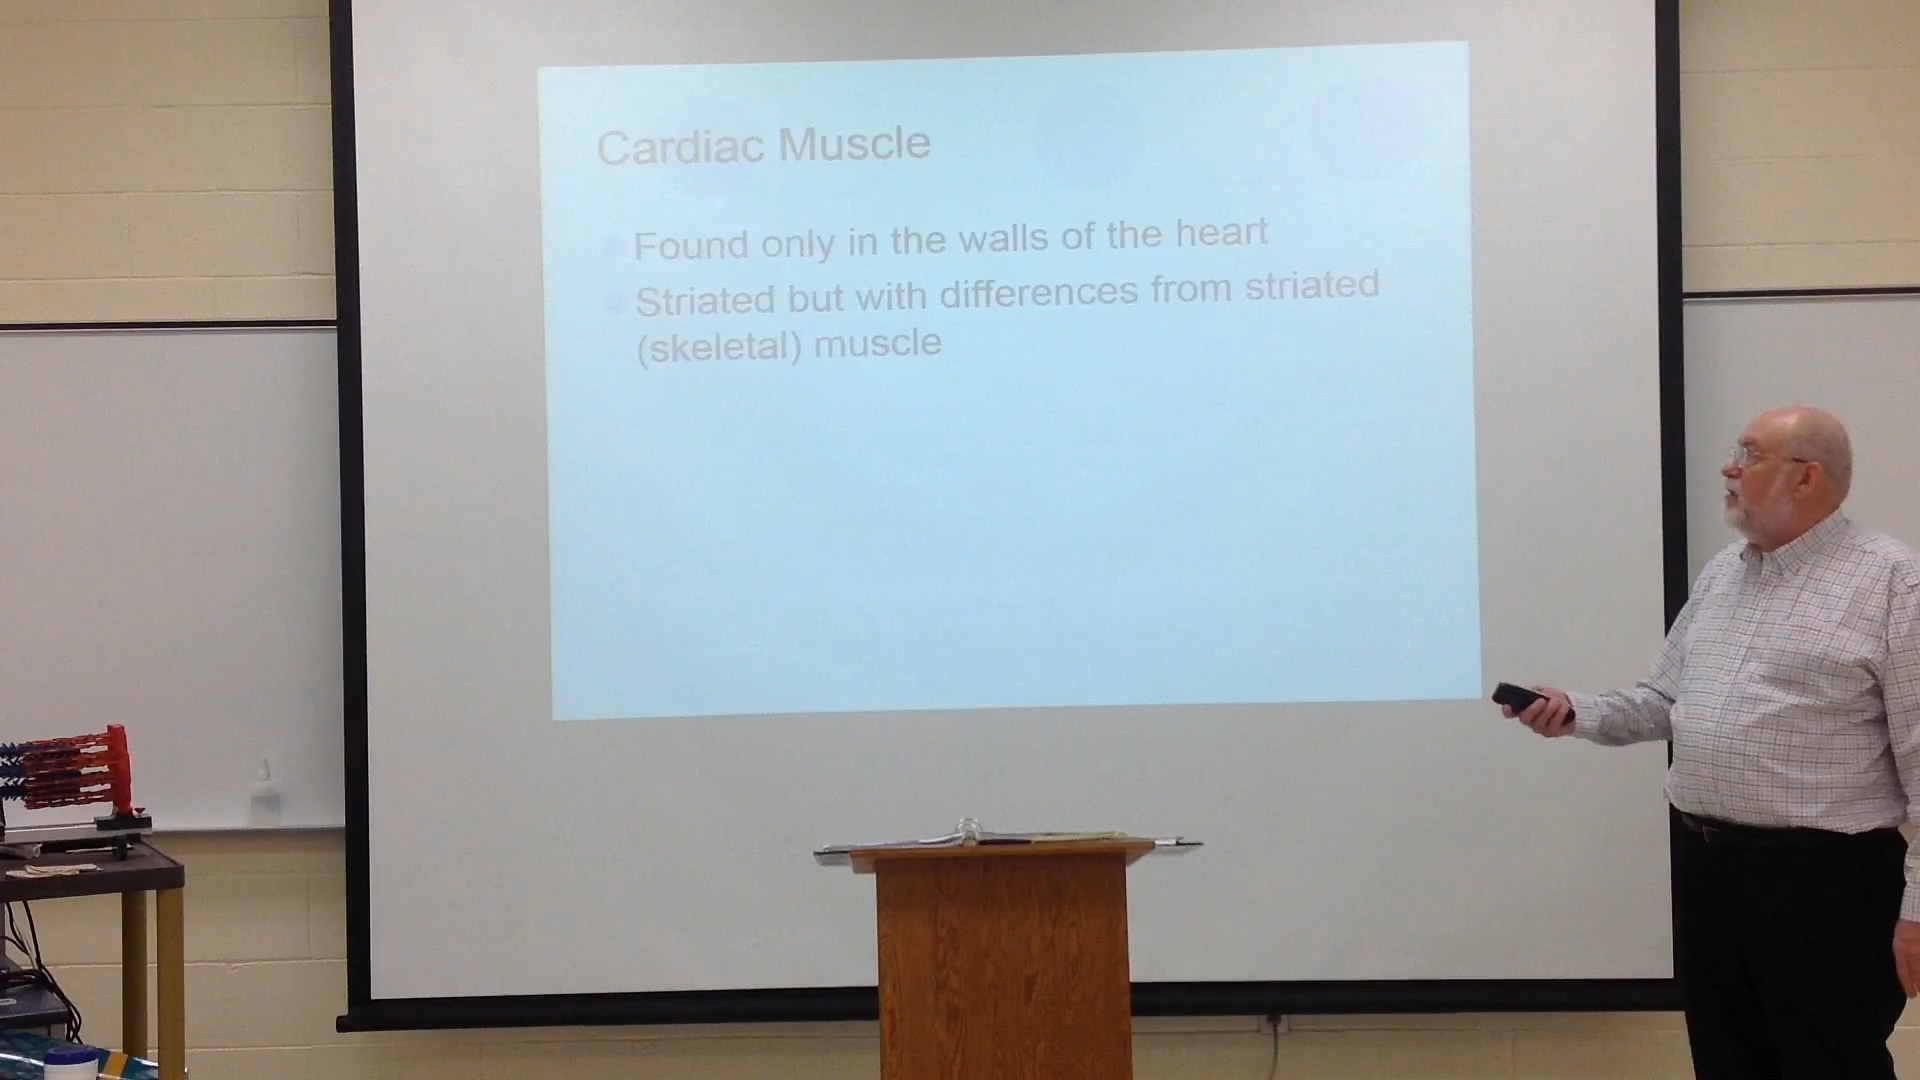 Cardiac Muscle
Found only in the walls of the heart
Striated but with differences from striated
(skeletal) muscle